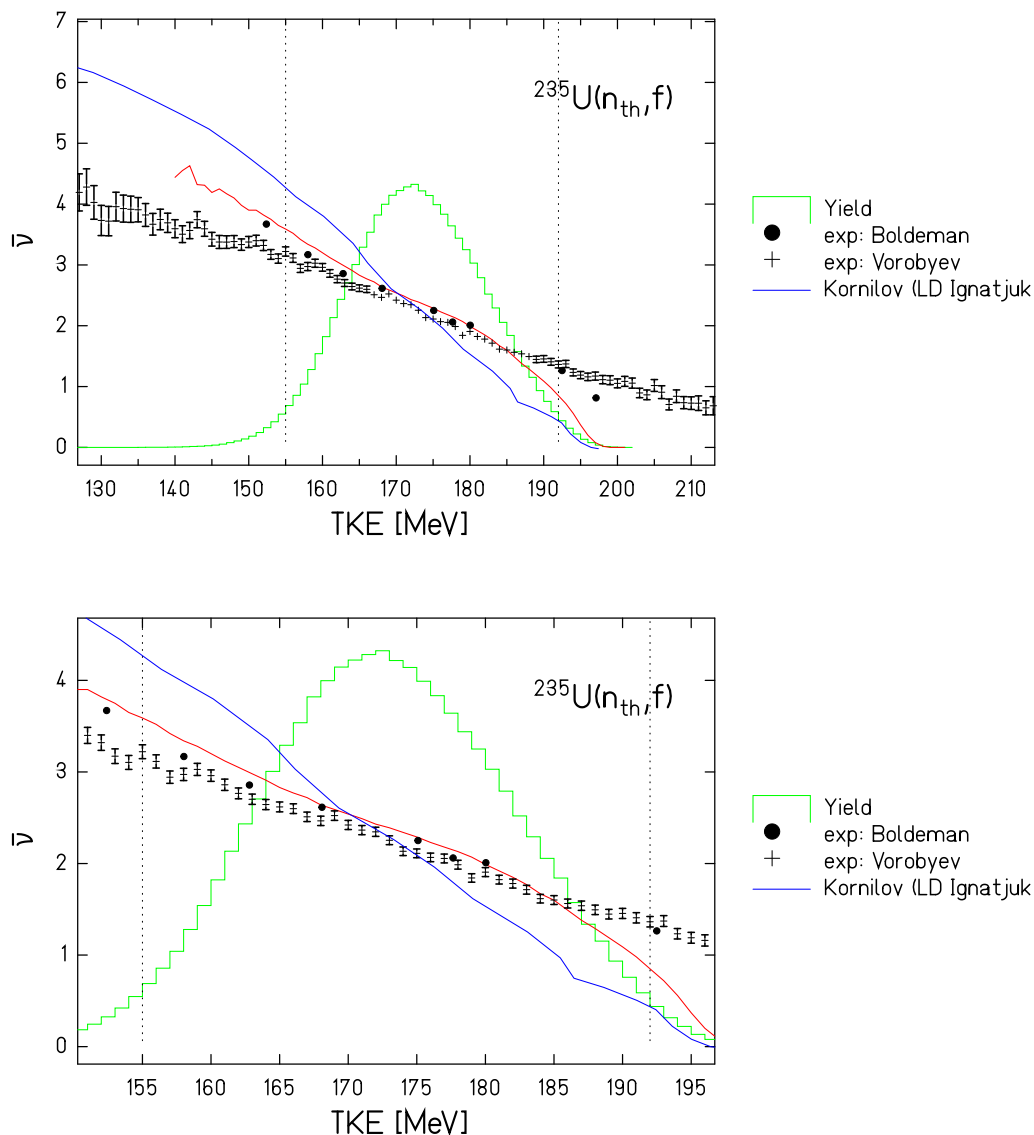 7
6
5
4
3
2
1
0
ν̄
²³⁵U(nth,f)
130 140 150 160 170 180 190 200 210
TKE [MeV]
Yield
exp: Boldeman
exp: Vorobyev
Kornilov (LD Ignatjuk
4
3
2
1
0
ν̄
²³⁵U(nth,f)
155 160 165 170 175 180 185 190 195
TKE [MeV]
Yield
exp: Boldeman
exp: Vorobyev
Kornilov (LD Ignatjuk